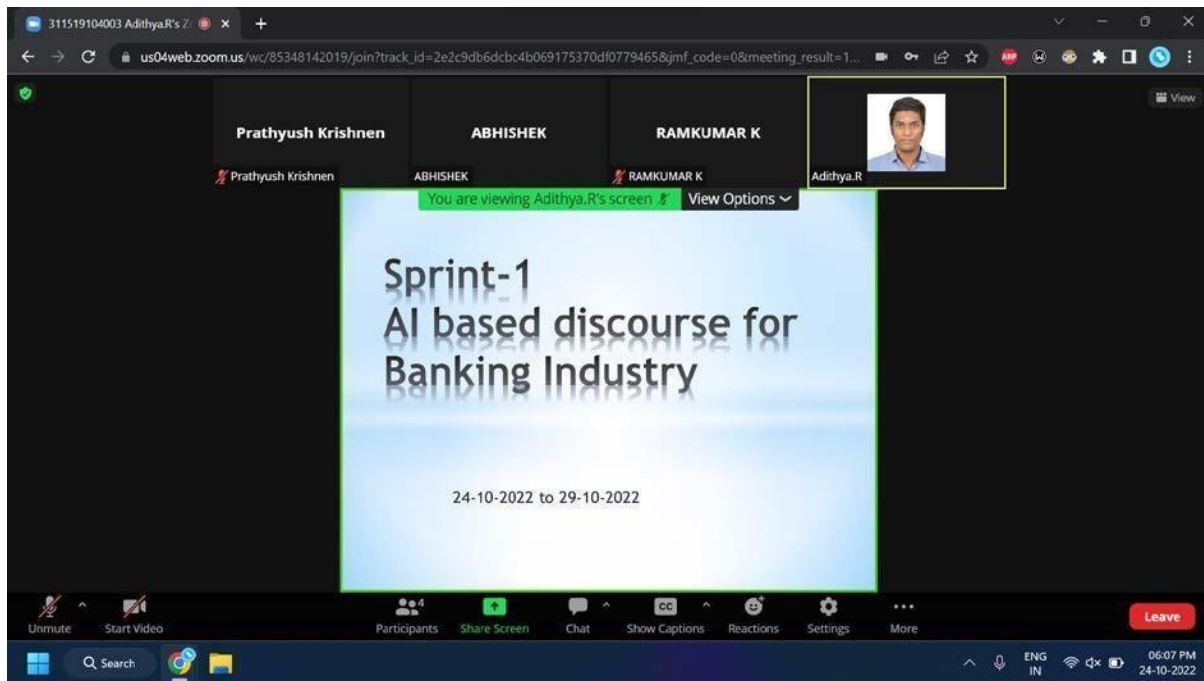 311519104003 Adithya.R's Z
us04web.zoom.us/wc/85348142019/join?track_id=2e2c9db6dcbc4b069175370df0779465&jmf_code=0&meeting_result=1...
ABP
View
Prathyush Krishnen
ABHISHEK
RAMKUMAR K
Prathyush Krishnen
ABHISHEK
RAMKUMAR K
Adithya.R
You are viewing Adithya.R's screen
View Options
Sprint-1
AI based discourse for
Banking Industry
24-10-2022 to 29-10-2022
4
CC
Unmute
Start Video
Participants
Share Screen
Chat
Show Captions
Reactions
Settings
More
Leave
Search
ENG
IN
06:07 PM
24-10-2022